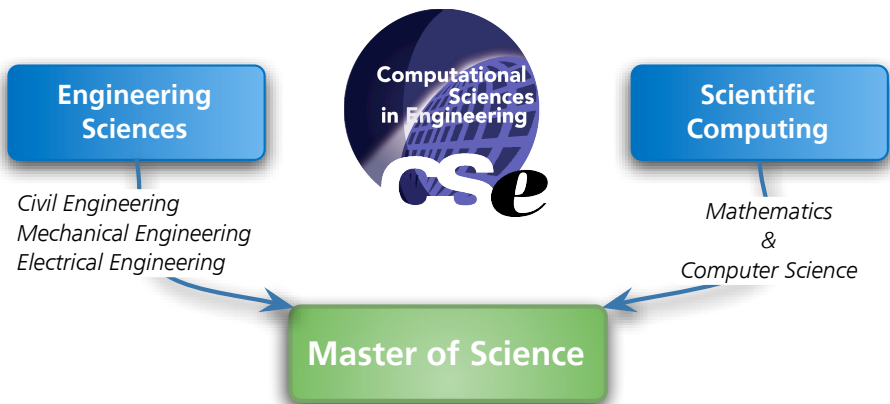 Engineering
Sciences
Computational
Sciences
in Engineering
cse
Scientific
Computing
Civil Engineering
Mechanical Engineering
Electrical Engineering
Mathematics
&
Computer Science
Master of Science